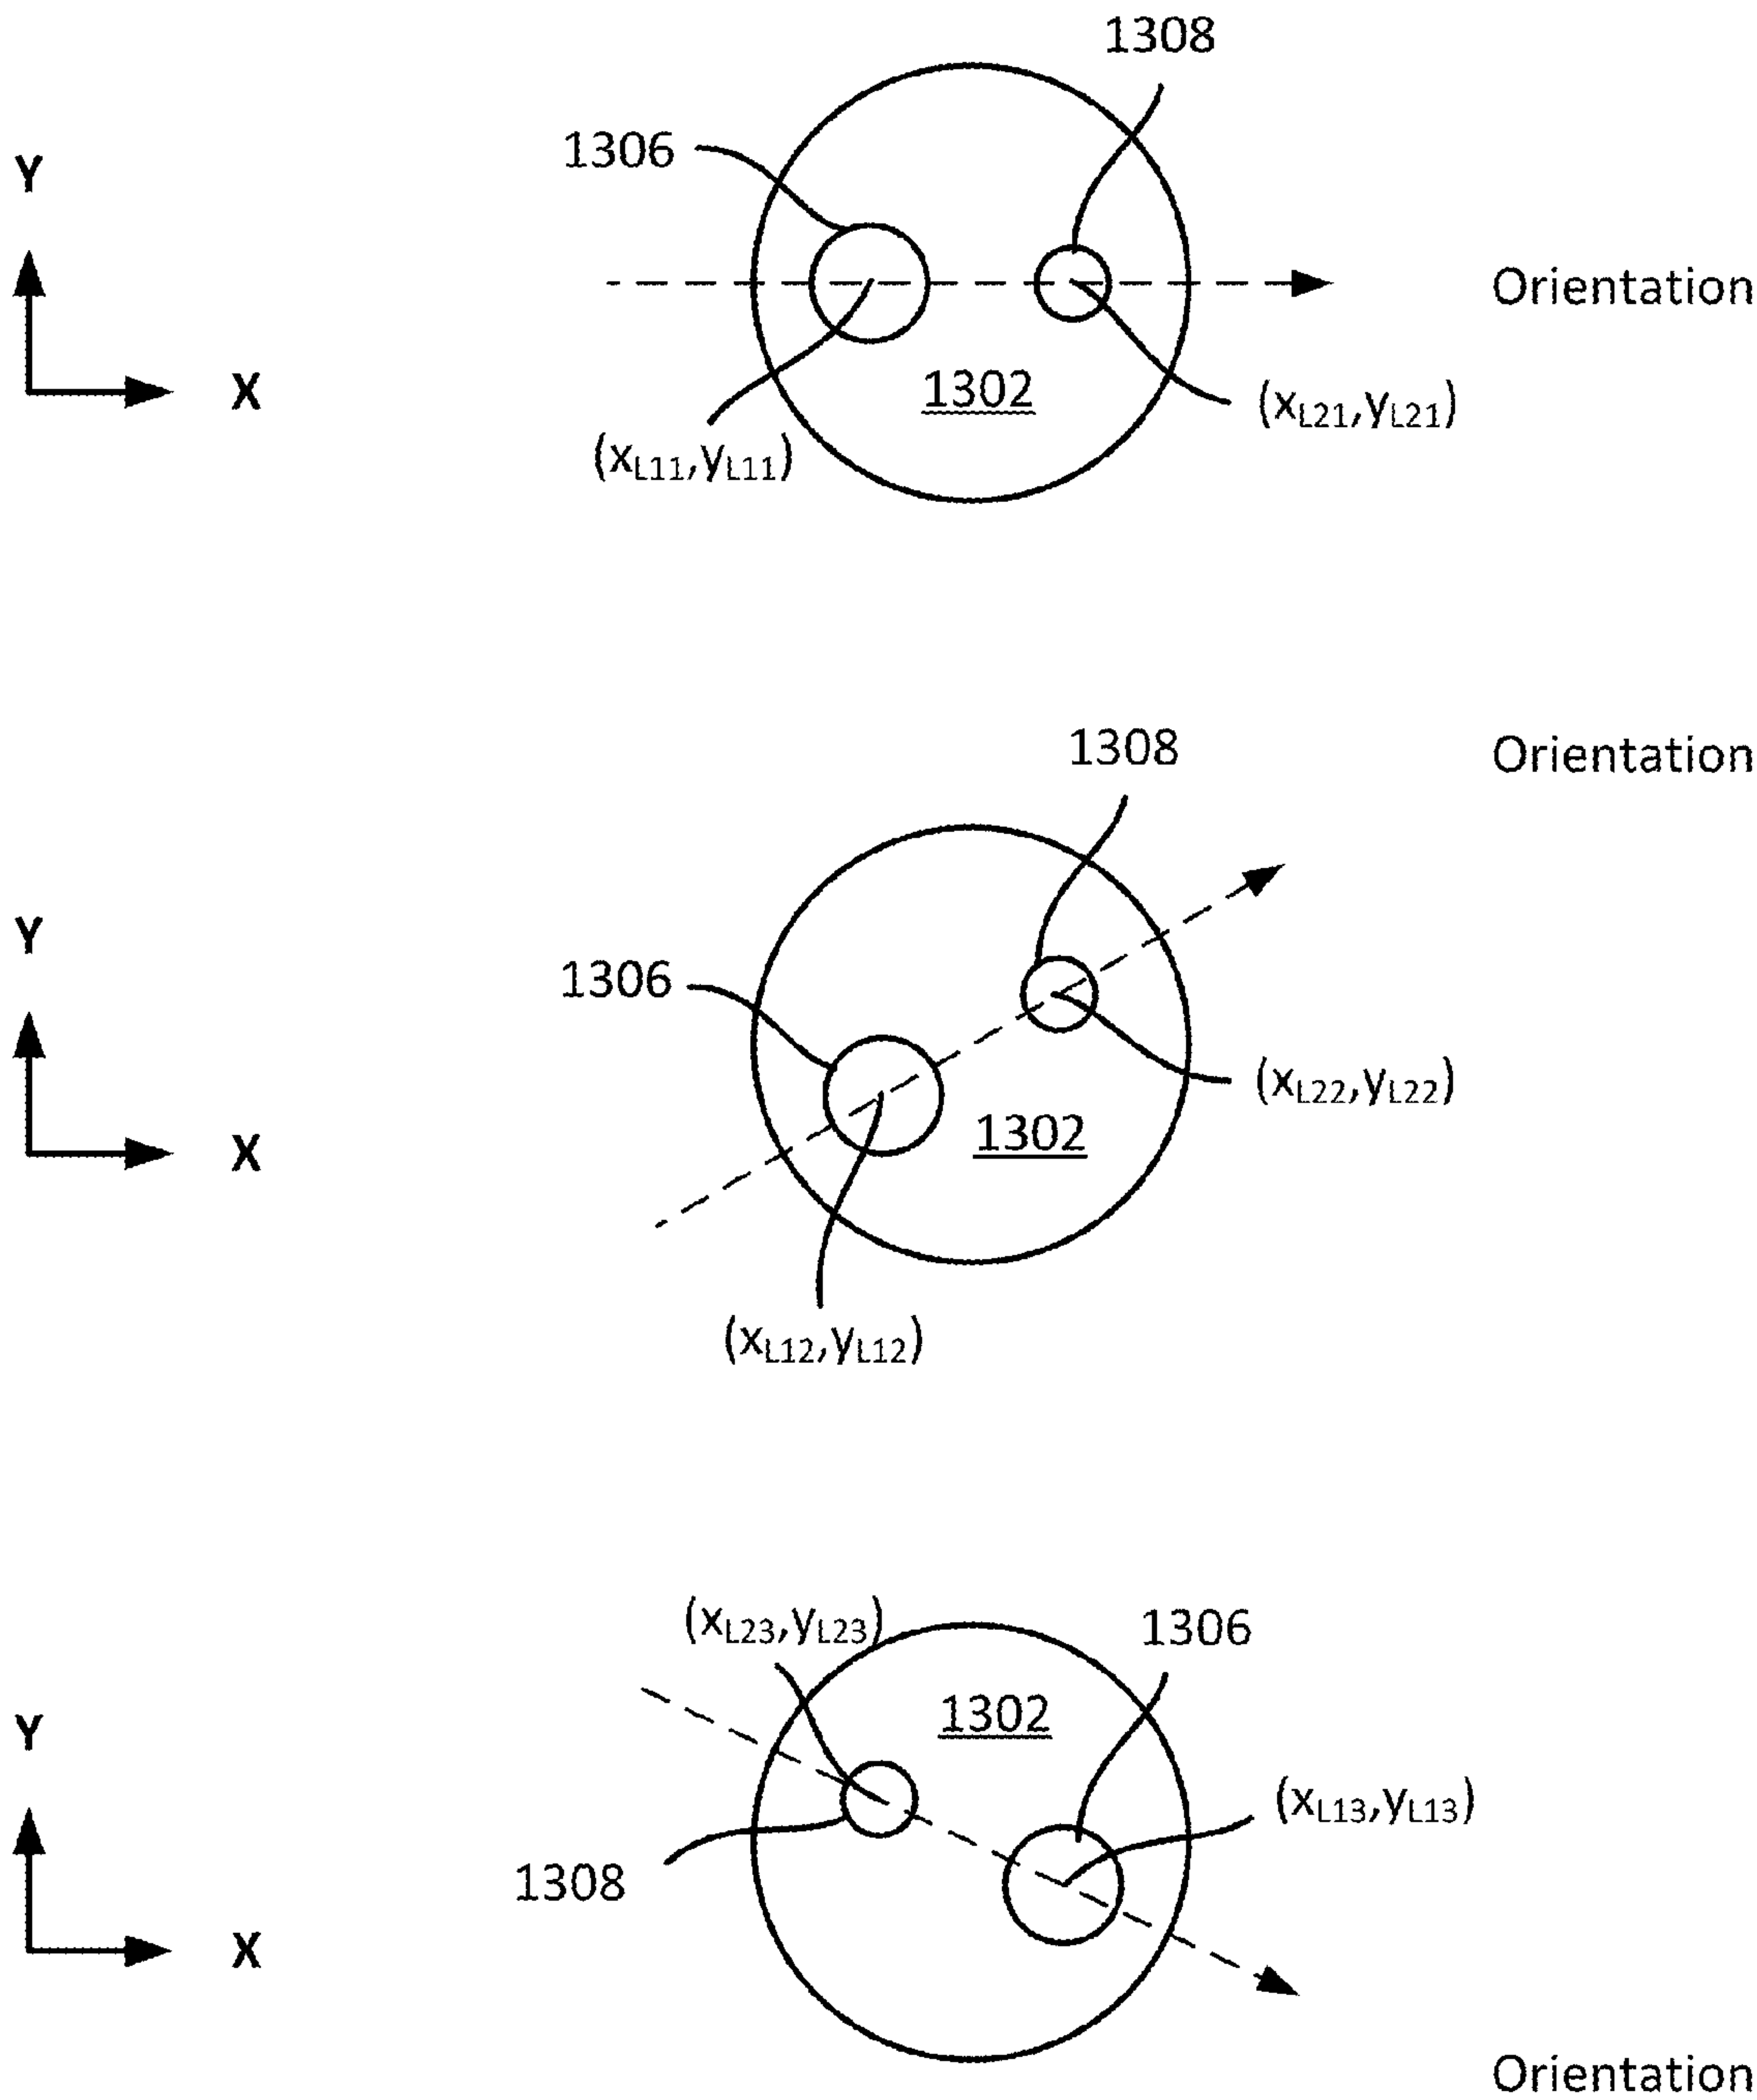 1308
1306
Y
Orientation
X
1302
(xL21,yL21)
(xL11,yL11)
1308
Orientation
Y
1306
(xL22,yL22)
1302
X
(xL12,yL12)
(xL23,yL23)
1306
1302
Y
(xL13,yL13)
1308
X
Orientation